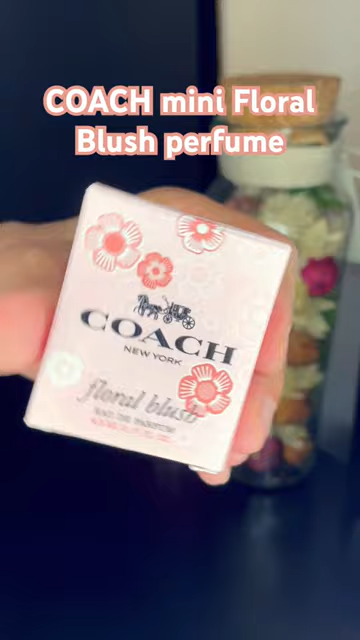 COACH mini Floral
Blush perfume
COACH
NEW YORK
floral blush
EAU DE PARFUM